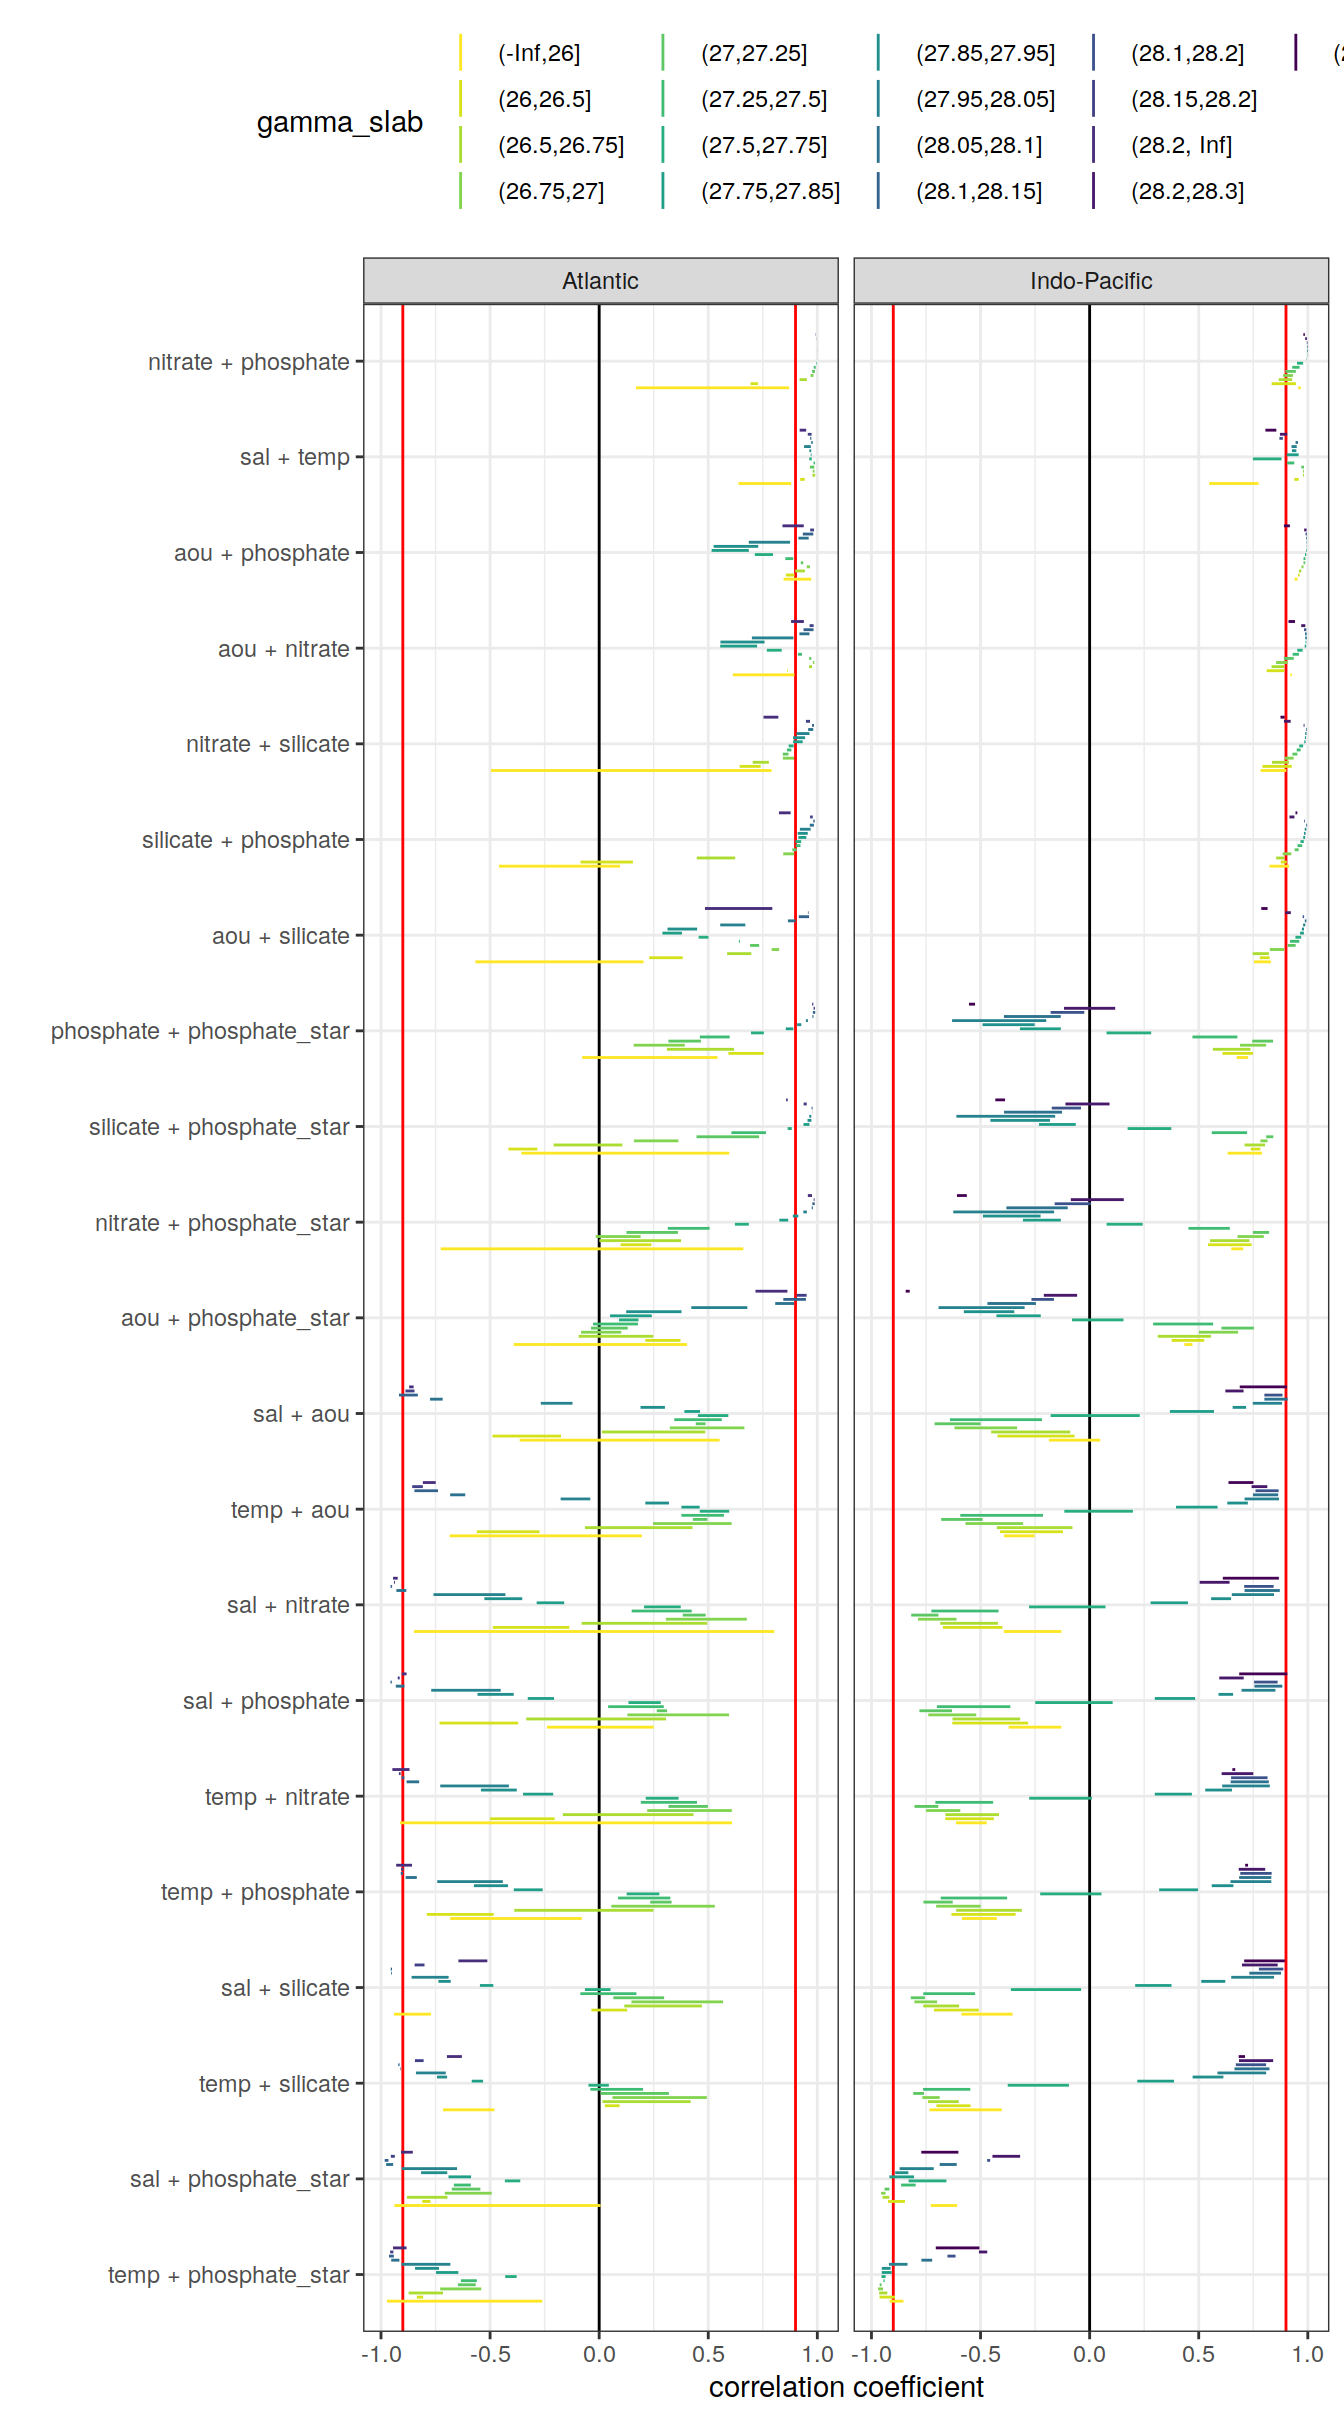 (-Inf,26] (27,27.25] (27.85,27.95] (28.1,28.2] (2
(26,26.5] (27.25,27.5] (27.95,28.05] (28.15,28.2]
gamma_slab
(26.5,26.75] (27.5,27.75] (28.05,28.1] (28.2, Inf]
(26.75,27] (27.75,27.85] (28.1,28.15] (28.2,28.3]
Atlantic Indo-Pacific
nitrate + phosphate
sal + temp
aou + phosphate
aou + nitrate
nitrate + silicate
silicate + phosphate
aou + silicate
phosphate + phosphate_star
silicate + phosphate_star
nitrate + phosphate_star
aou + phosphate_star
sal + aou
temp + aou
sal + nitrate
sal + phosphate
temp + nitrate
temp + phosphate
sal + silicate
temp + silicate
sal + phosphate_star
temp + phosphate_star
-1.0 -0.5 0.0 0.5 1.0 -1.0 -0.5 0.0 0.5 1.0
correlation coefficient